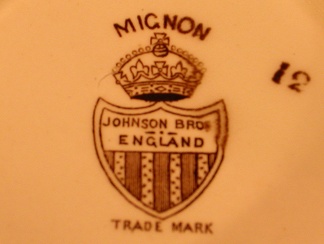 MIGNON
12
JOHNSON BROS
ENGLAND
TRADE MARK